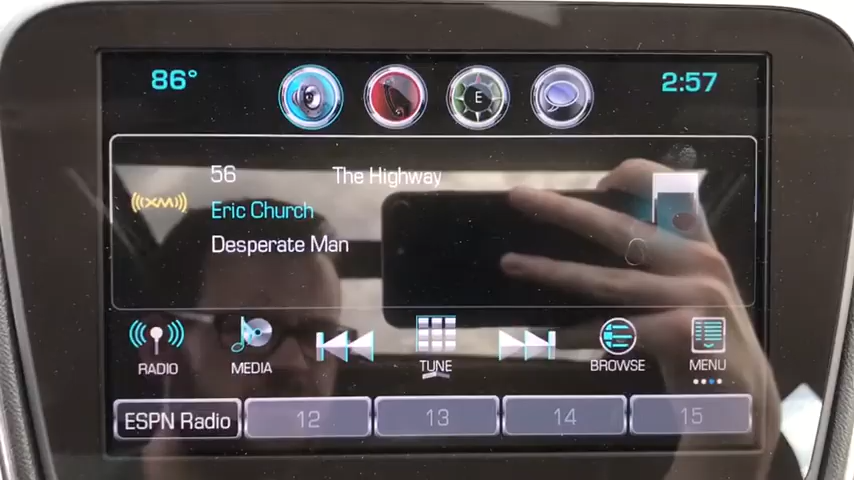 86°
E
2:57
56 The Highway
((XM))
Eric Church
Desperate Man
RADIO
MEDIA
TUNE
BROWSE
MENU
ESPN Radio
12
13
14
15